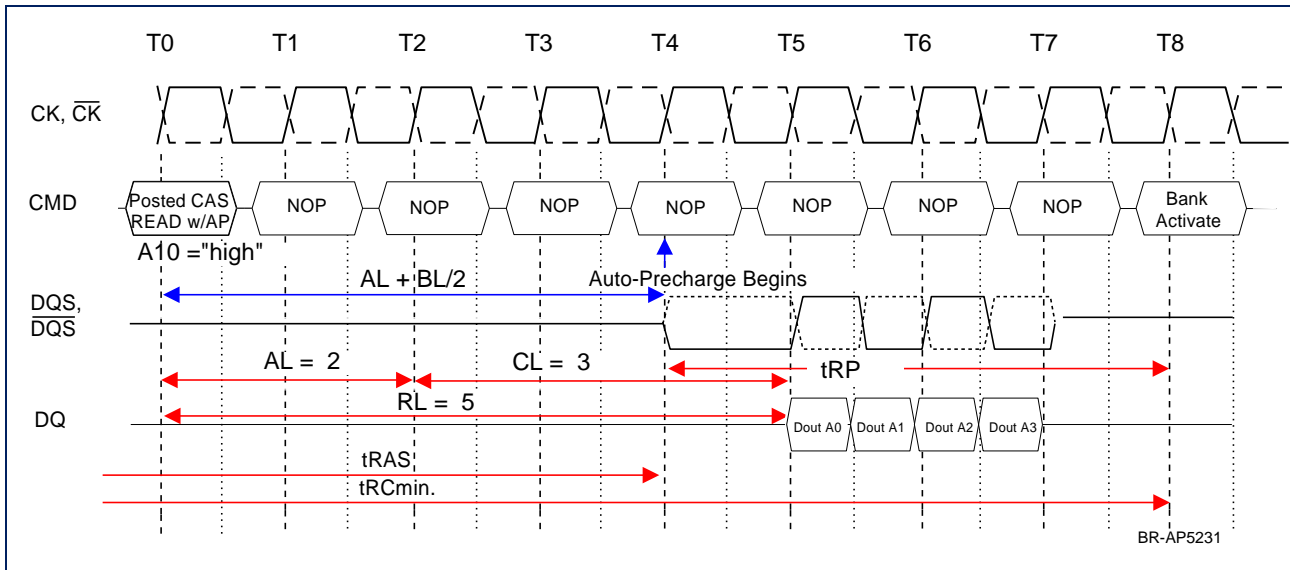 T0 T1 T2 T3 T4 T5 T6 T7 T8
CK, CK
CMD
Posted CAS
READ w/AP
NOP NOP NOP NOP NOP NOP NOP
Bank
Activate
A10 ="high"
AL + BL/2
Auto-Precharge Begins
DQS,
DQS
AL = 2
CL = 3
tRP
RL = 5
DQ
Dout A0 Dout A1 Dout A2 Dout A3
tRAS
tRCmin.
BR-AP5231